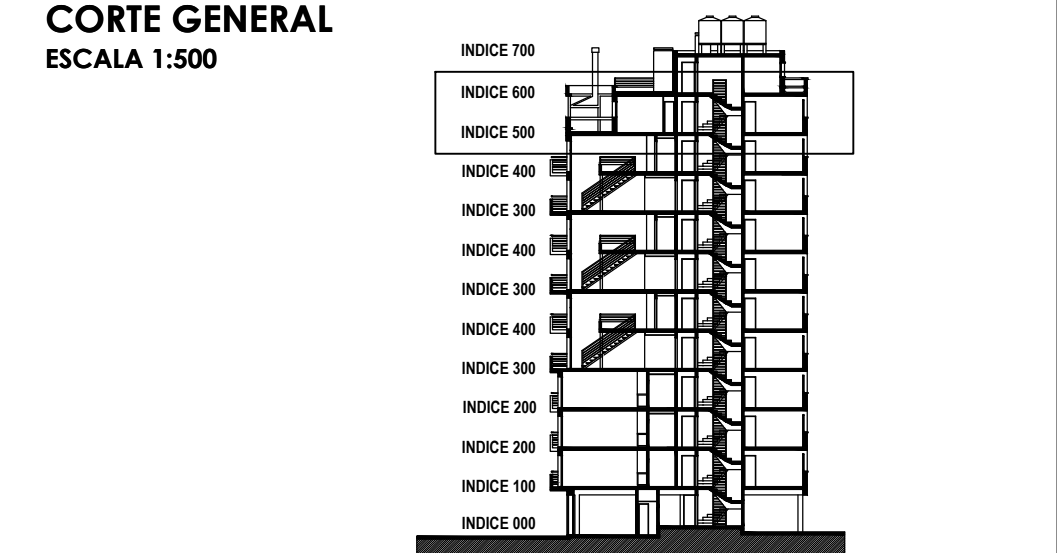 CORTE GENERAL
ESCALA 1:500
INDICE 700
INDICE 600
INDICE 500
INDICE 400
INDICE 300
INDICE 400
INDICE 300
INDICE 400
INDICE 300
INDICE 200
INDICE 200
INDICE 100
INDICE 000